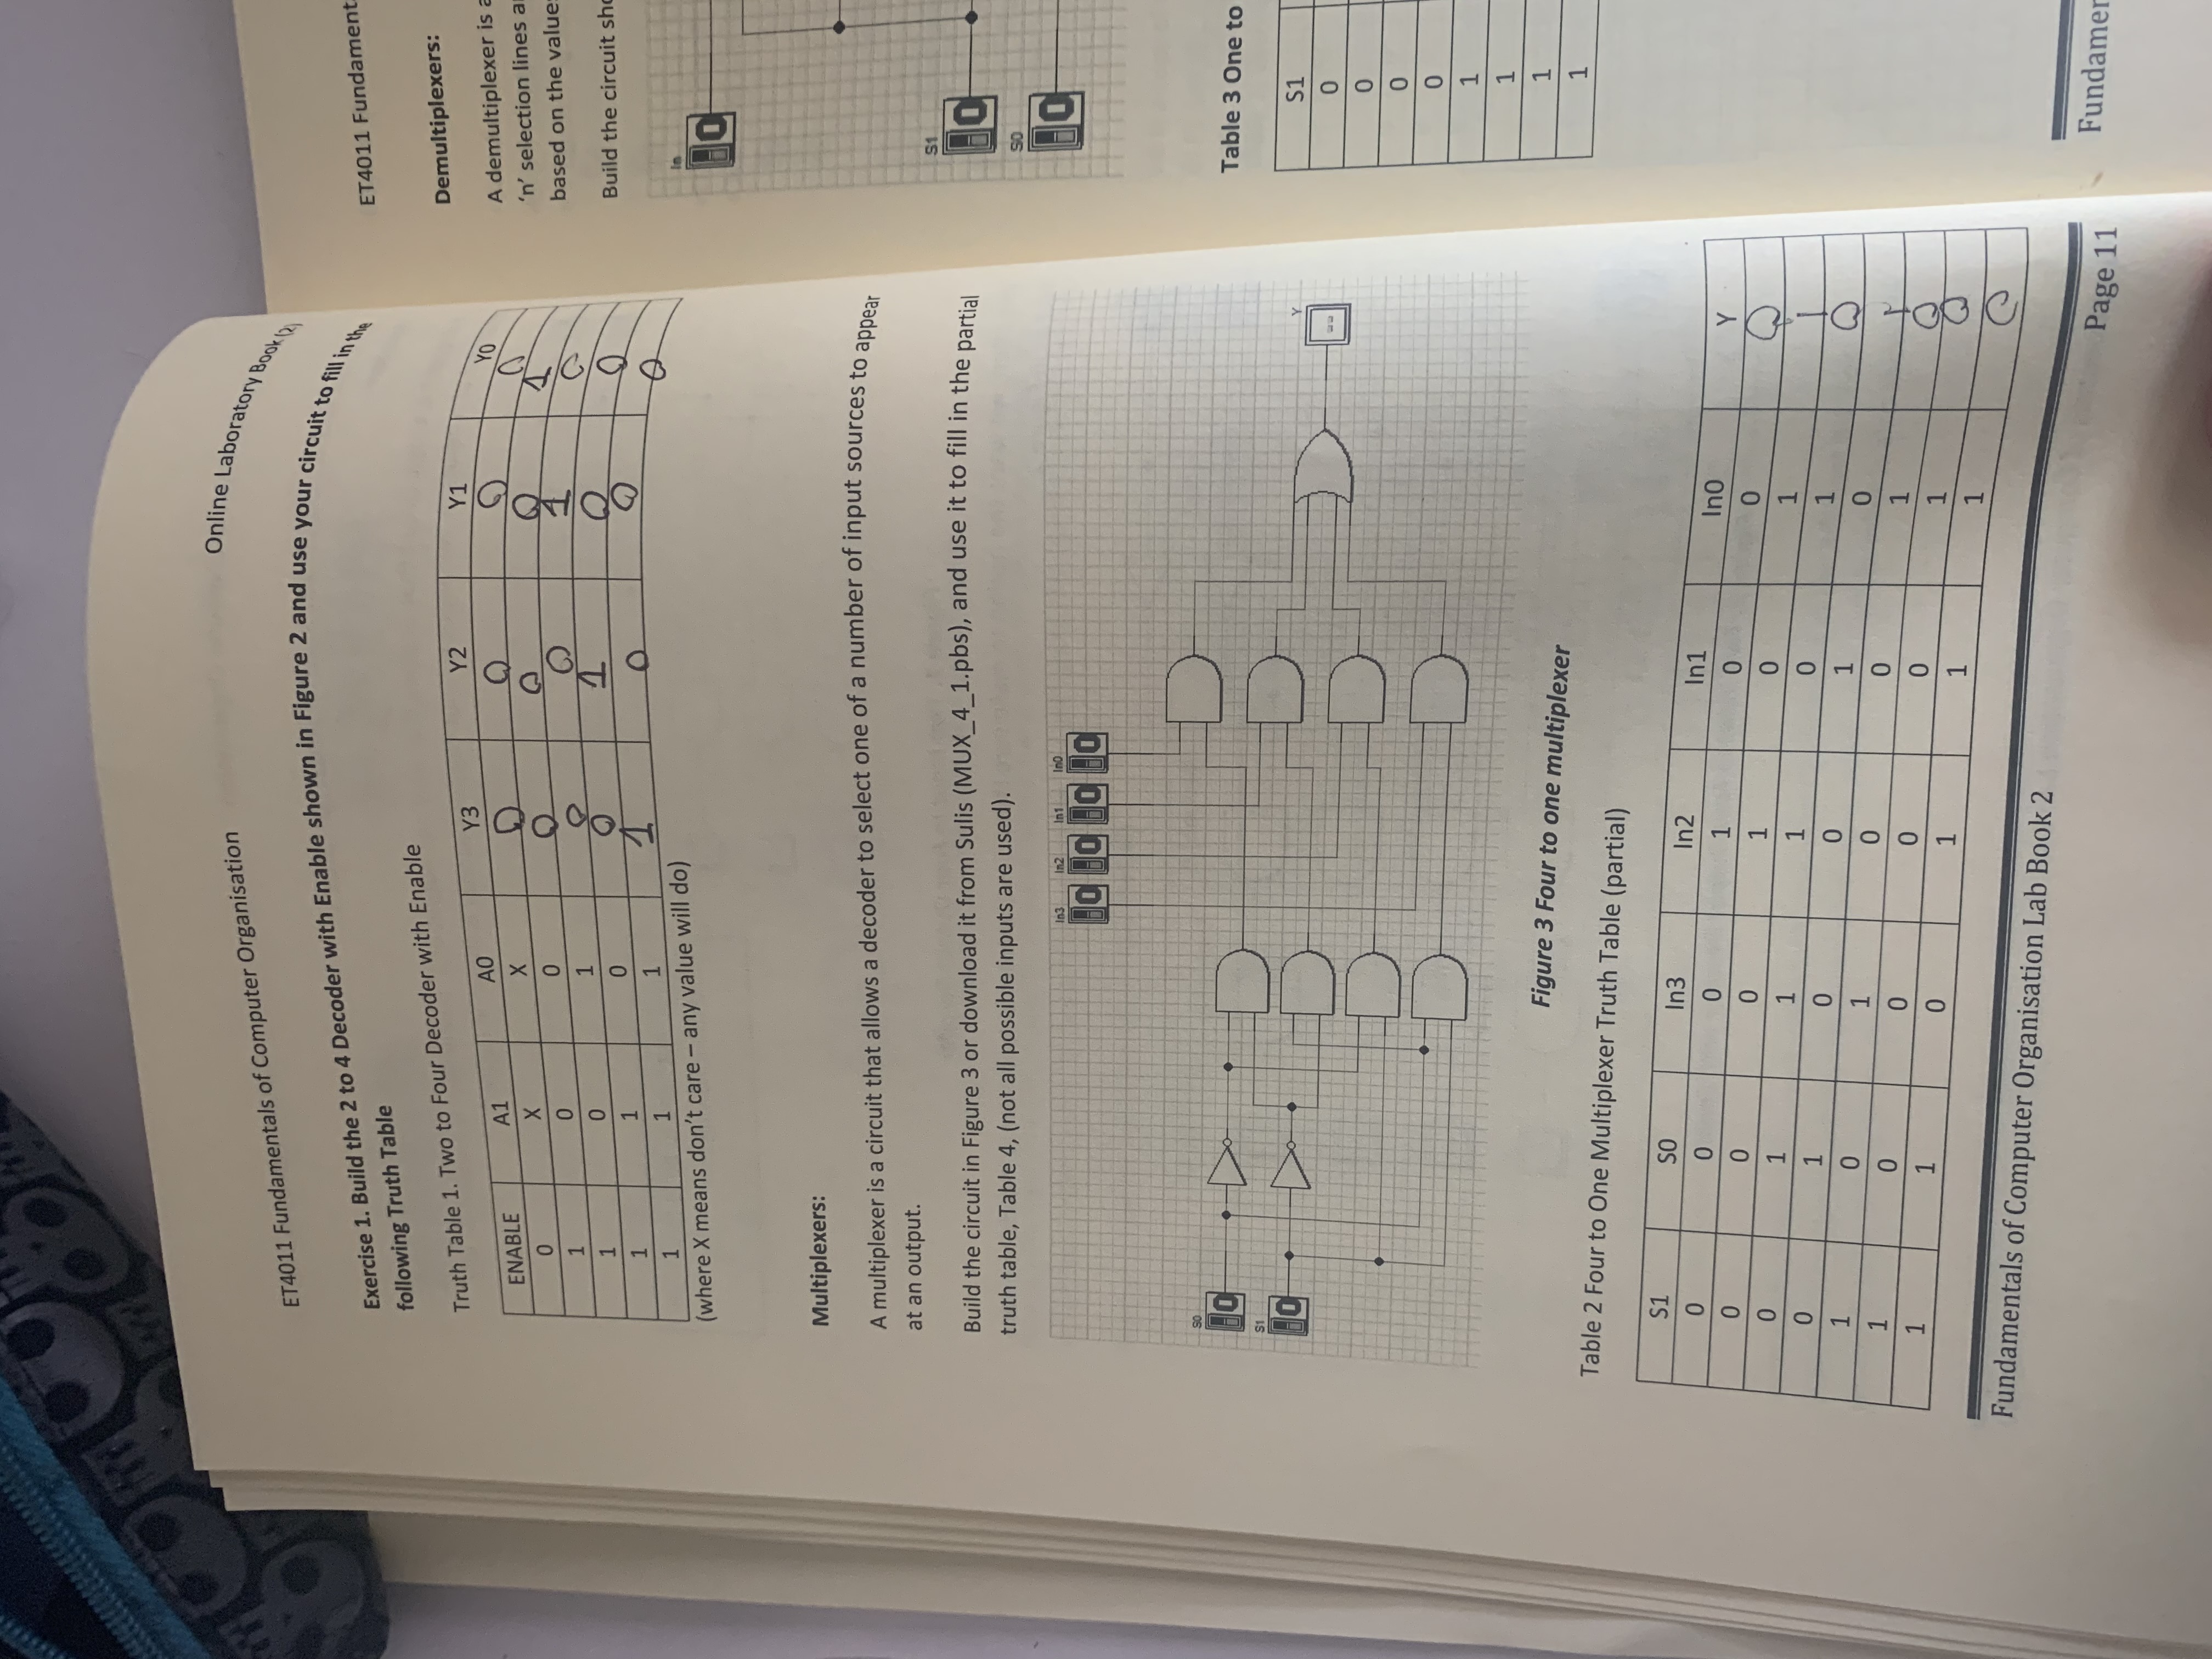 ET4011 Fundamentals of Computer Organisation
Online Laboratory Book (2)
Exercise 1. Build the 2 to 4 Decoder with Enable shown in Figure 2 and use your circuit to fill in the
following Truth Table
Truth Table 1. Two to Four Decoder with Enable
ENABLE A1 A0 Y3 Y2 Y1 Y0
0 X X 0 0 0 0
1 0 0 0 0 0 1
1 0 1 0 0 1 0
1 1 0 0 1 0 0
1 1 1 1 0 0 0
(where X means don't care – any value will do)
Multiplexers:
A multiplexer is a circuit that allows a decoder to select one of a number of input sources to appear
at an output.
Build the circuit in Figure 3 or download it from Sulis (MUX_4_1.pbs), and use it to fill in the partial
truth table, Table 4, (not all possible inputs are used).
In3 In2 In1 In0
0 0 0 0
S0
0
S1
0
Y
--
Figure 3 Four to one multiplexer
Table 2 Four to One Multiplexer Truth Table (partial)
S1 S0 In3 In2 In1 In0 Y
0 0 0 1 0 0 0
0 0 0 1 0 1 1
0 1 1 1 0 1 0
0 1 0 0 1 0 1
1 0 1 0 0 1 0
1 0 0 0 0 1 0
1 1 0 1 1 1 0
Fundamentals of Computer Organisation Lab Book 2
Page 11
ET4011 Fundament
Demultiplexers:
A demultiplexer is
'n' selection lines
based on the value
Build the circuit
In
0
S1
0
S0
0
Table 3 One to
S1
0
0
0
0
1
1
1
1
Fundamen